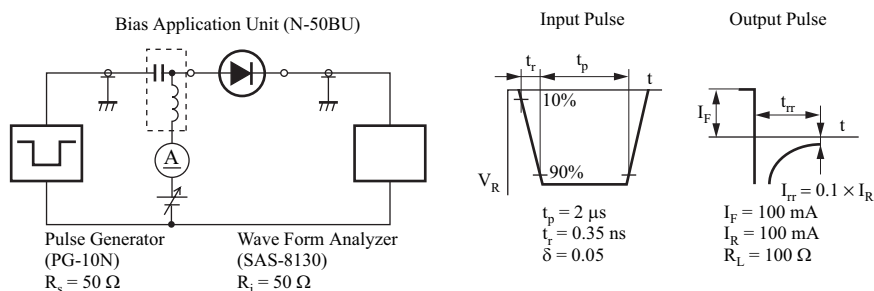 Bias Application Unit (N-50BU)
A
Pulse Generator
(PG-10N)
R_s = 50 Ω
Wave Form Analyzer
(SAS-8130)
R_i = 50 Ω
Input Pulse
t_r
t_p
t
10%
90%
V_R
t_p = 2 μs
t_r = 0.35 ns
δ = 0.05
Output Pulse
I_F
t_rr
t
I_rr = 0.1 × I_R
I_F = 100 mA
I_R = 100 mA
R_L = 100 Ω